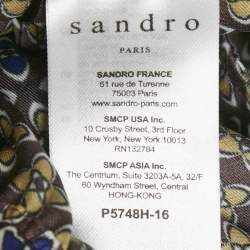 sandro
PARIS
SANDRO FRANCE
61 rue de Turenne
75003 Paris
www-sandro-paris.com
SMCP USA Inc.
10 Crosby Street, 3rd Floor
New York, New York 10013
RN132784
SMCP ASIA Inc.
The Centrium, Suite 3203A-5A, 32/F
60 Wyndham Street, Central
HONG-KONG
P5748H-16